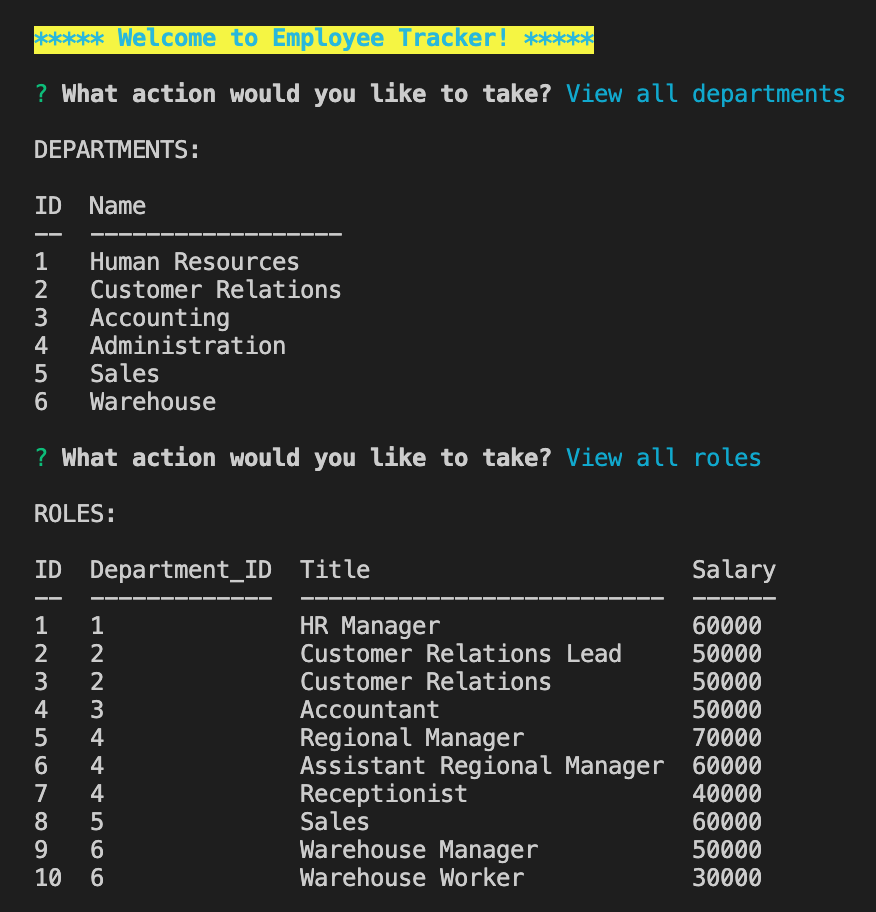 ***** Welcome to Employee Tracker! *****
? What action would you like to take? View all departments
DEPARTMENTS:
ID  Name
--  ------------------
1   Human Resources
2   Customer Relations
3   Accounting
4   Administration
5   Sales
6   Warehouse
? What action would you like to take? View all roles
ROLES:
ID  Department_ID  Title                       Salary
--  -------------  --------------------------  ------
1   1              HR Manager                  60000
2   2              Customer Relations Lead     50000
3   2              Customer Relations          50000
4   3              Accountant                  50000
5   4              Regional Manager            70000
6   4              Assistant Regional Manager  60000
7   4              Receptionist                40000
8   5              Sales                       60000
9   6              Warehouse Manager           50000
10  6              Warehouse Worker            30000